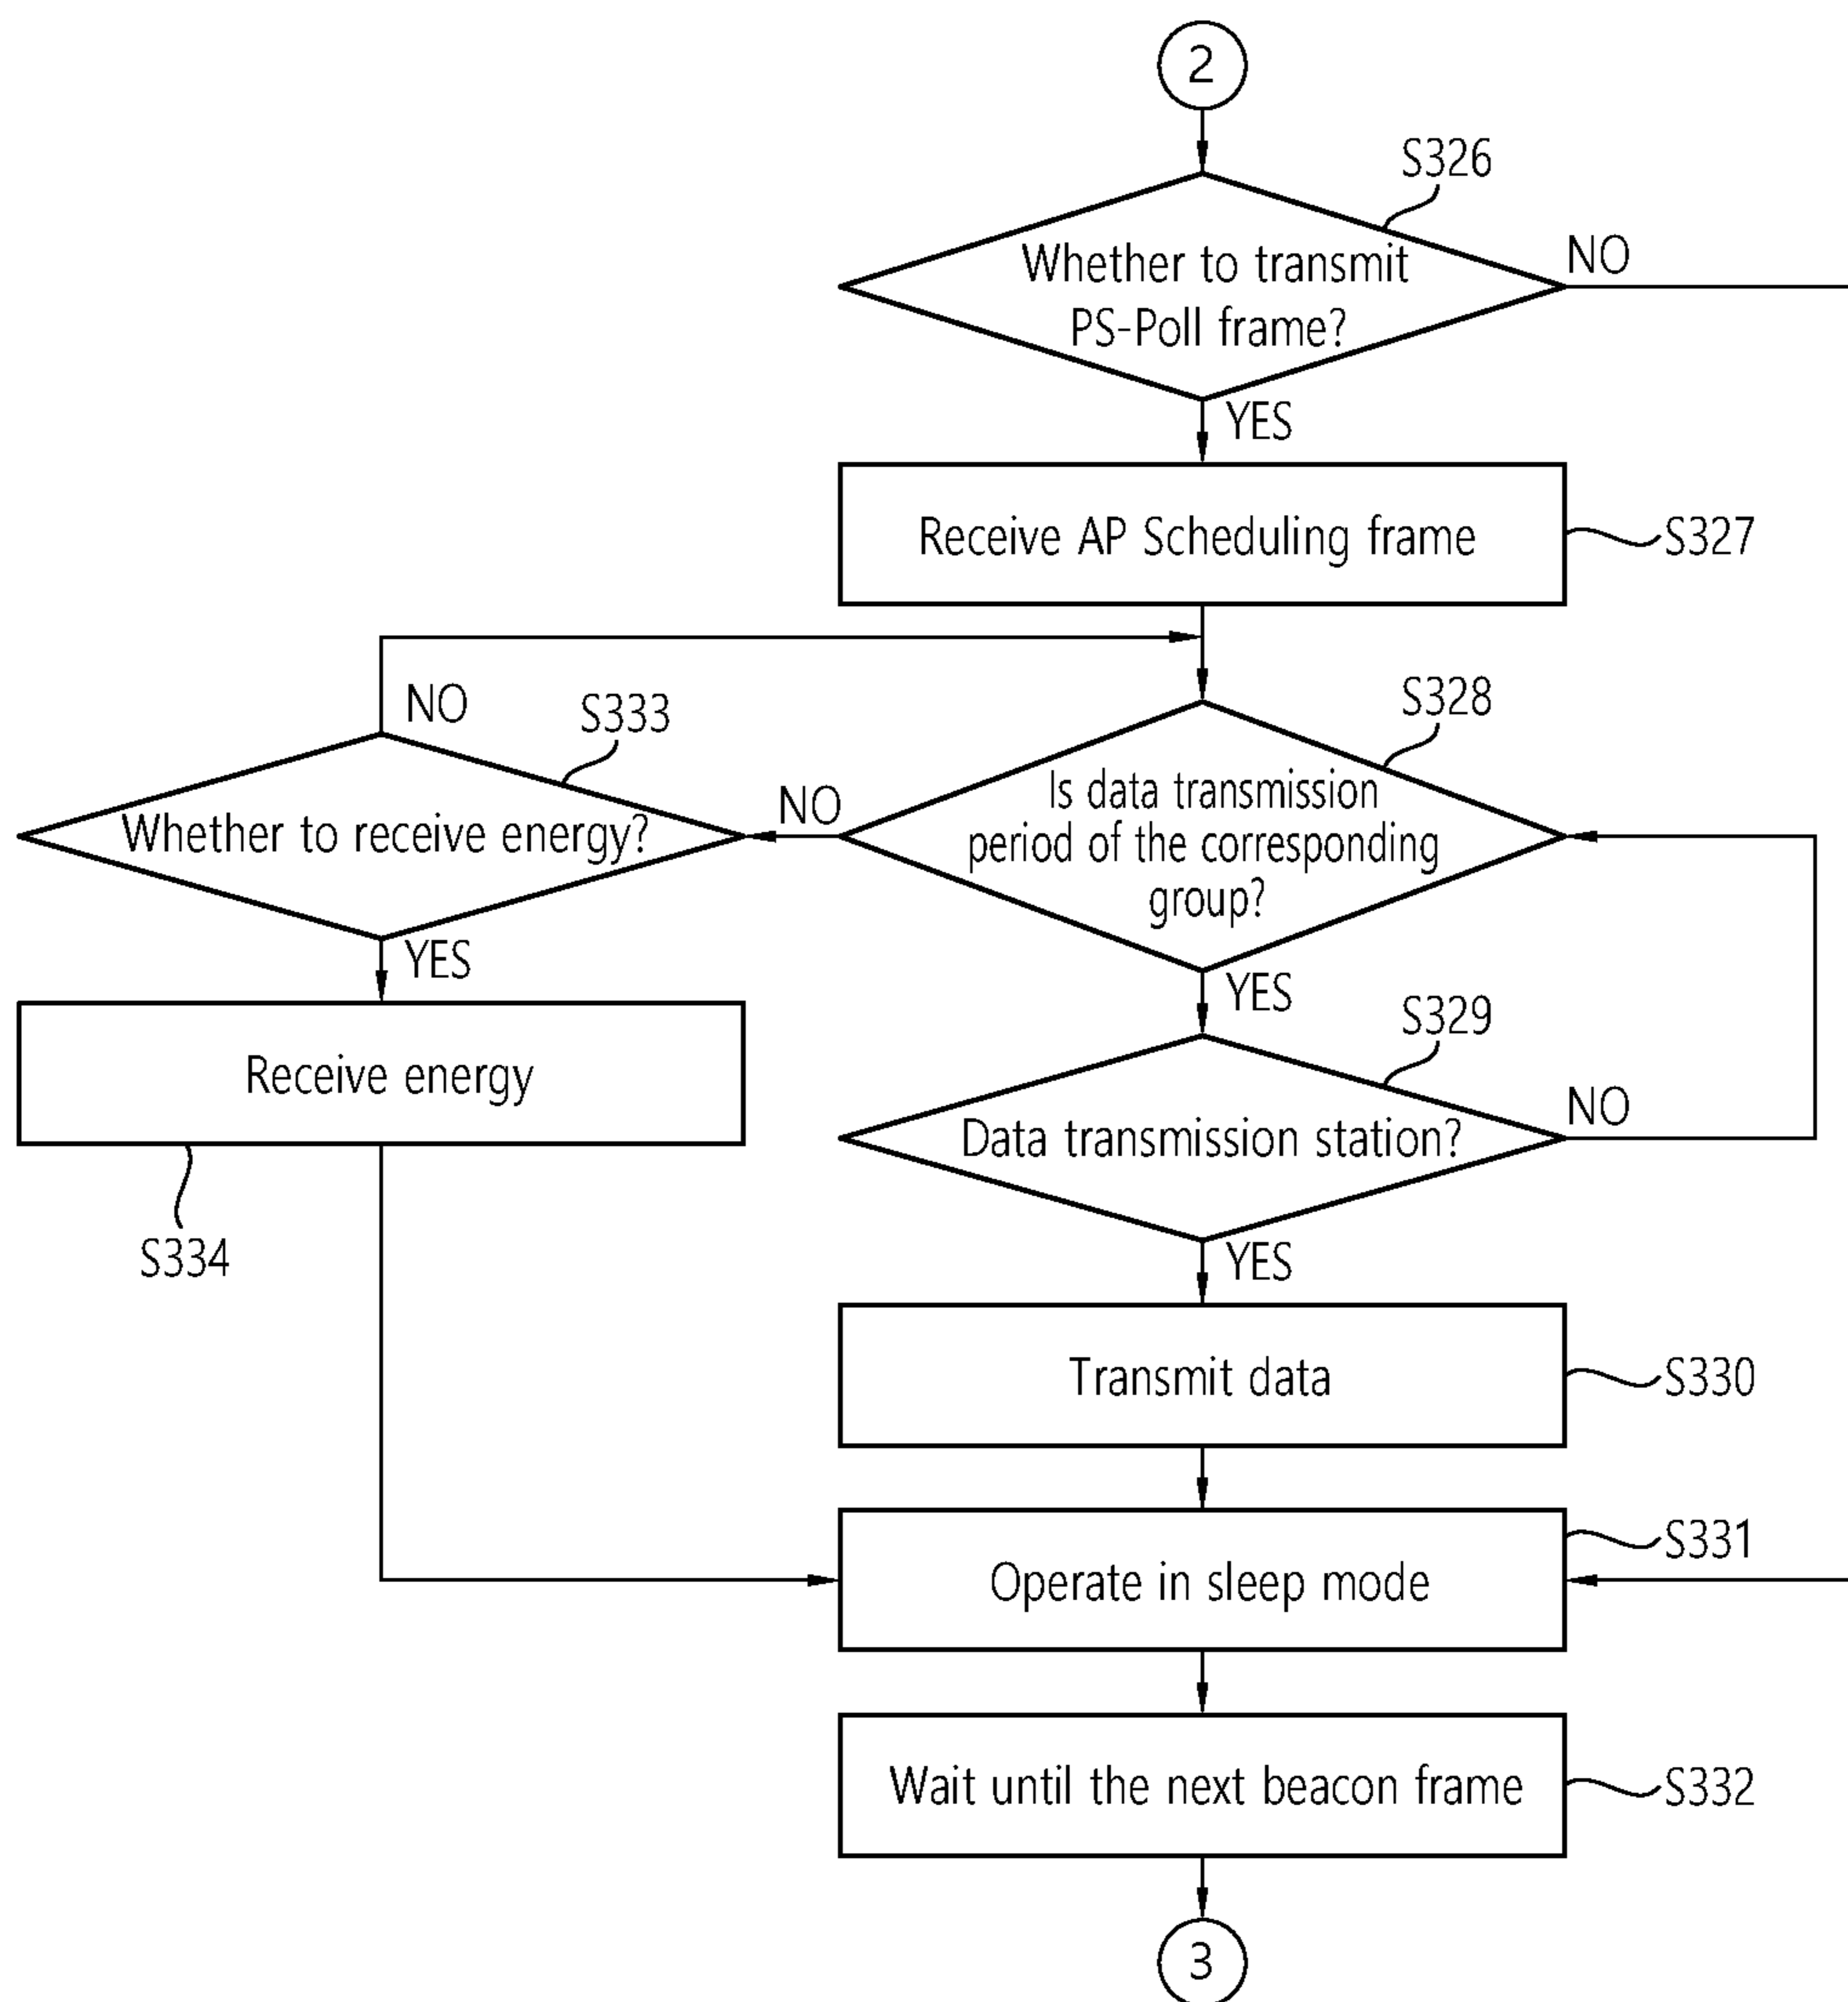 2
S326
Whether to transmit
PS-Poll frame?
NO
YES
Receive AP Scheduling frame
S327
NO
S333
S328
Whether to receive energy?
NO
Is data transmission
period of the corresponding
group?
YES
YES
S329
Receive energy
Data transmission station?
NO
S334
YES
Transmit data
S330
S331
Operate in sleep mode
Wait until the next beacon frame
S332
3